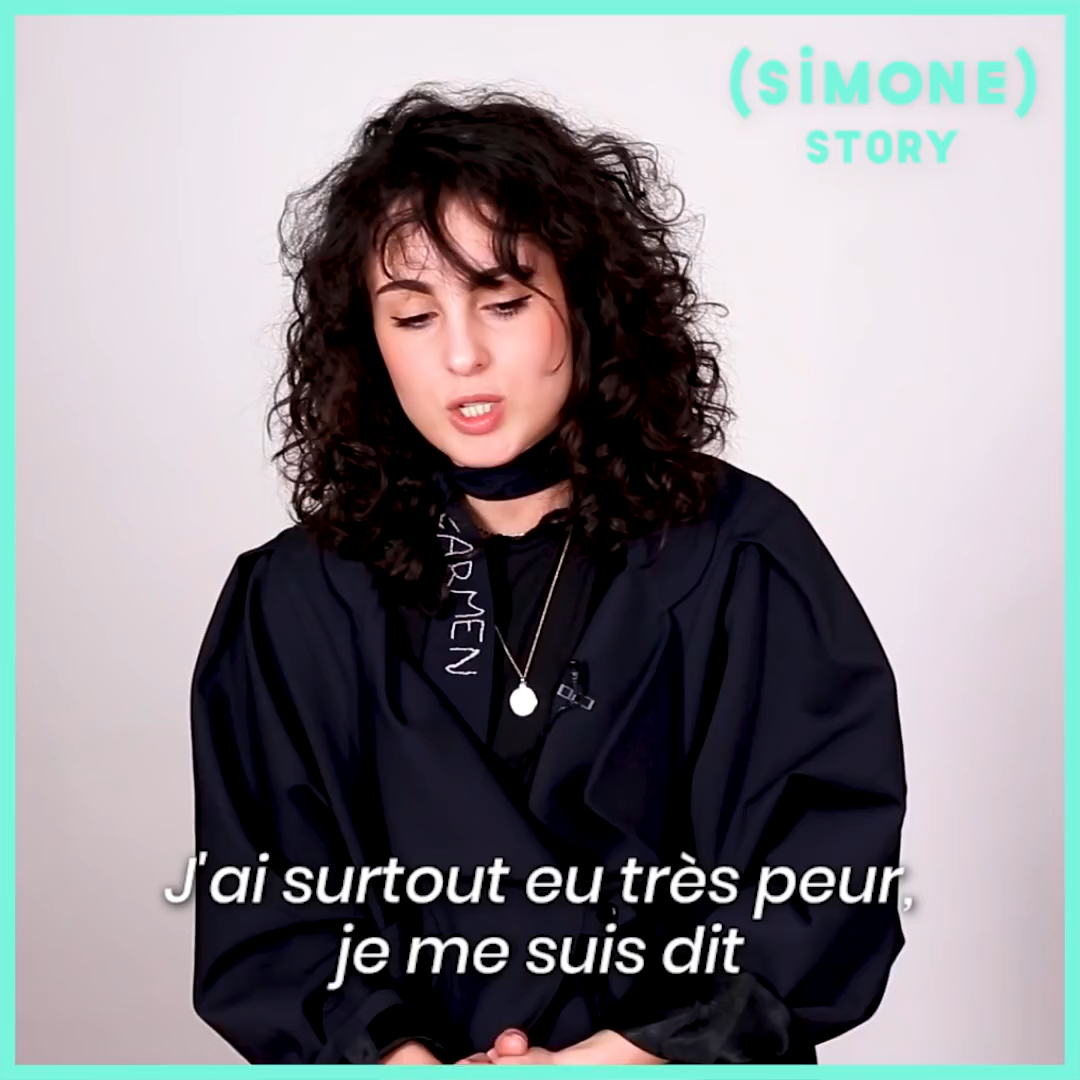 (SiMONE)
STORY
CARMEN
J'ai surtout eu très peur,
je me suis dit